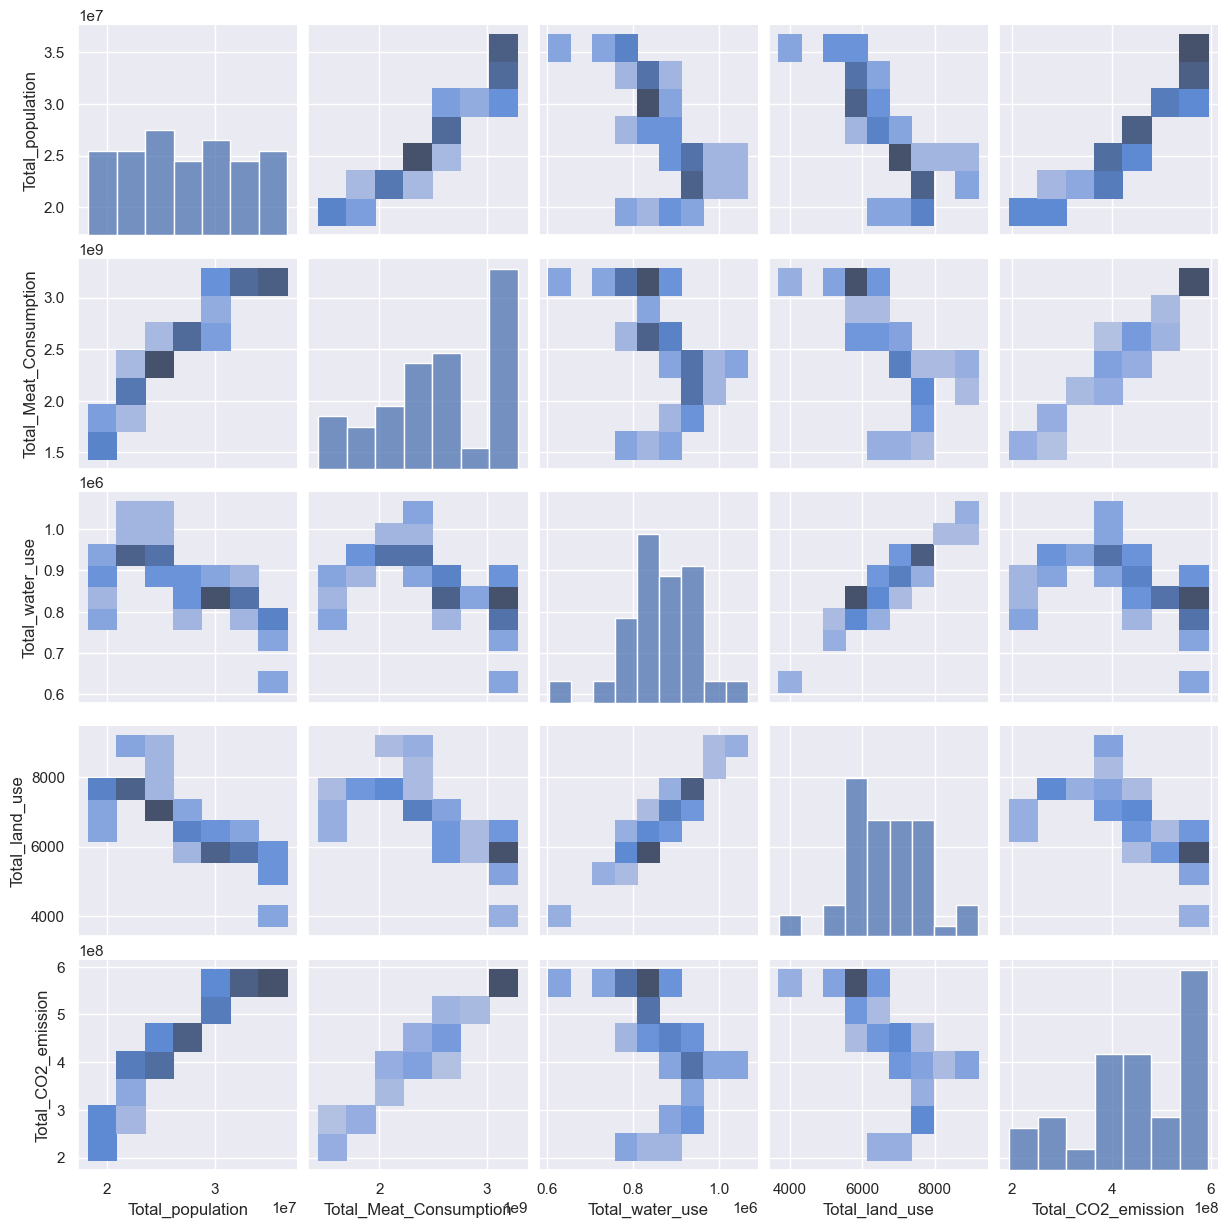 1e7
3.5
3.0
2.5
2.0
Total_population
1e9
3.0
2.5
2.0
1.5
Total_Meat_Consumption
1e6
1.0
0.9
0.8
0.7
0.6
Total_water_use
8000
6000
4000
Total_land_use
1e8
6
5
4
3
2
Total_CO2_emission
2 3 2 3 0.6 0.8 1.0 4000 6000 8000 2 4 6
Total_population 1e7 Total_Meat_Consumption 1e9 Total_water_use 1e6 Total_land_use Total_CO2_emission 1e8